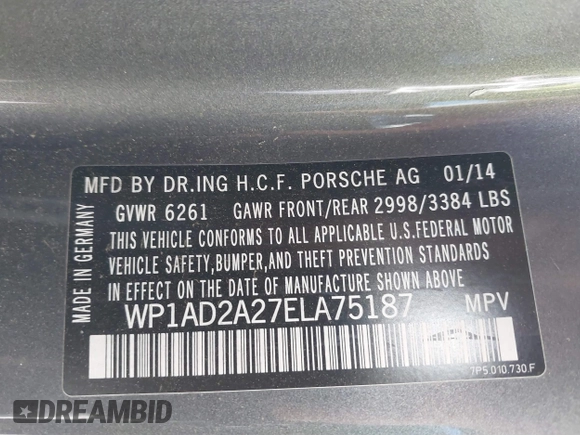 MFD BY DR.ING H.C.F. PORSCHE AG 01/14
GVWR 6261 GAWR FRONT/REAR 2998/3384 LBS
THIS VEHICLE CONFORMS TO ALL APPLICABLE U.S.FEDERAL MOTOR
VEHICLE SAFETY,BUMPER,AND THEFT PREVENTION STANDARDS
IN EFFECT ON THE DATE OF MANUFACTURE SHOWN ABOVE
WP1AD2A27ELA75187 MPV
7P5.010.730.F
MADE IN GERMANY
DREAMBID